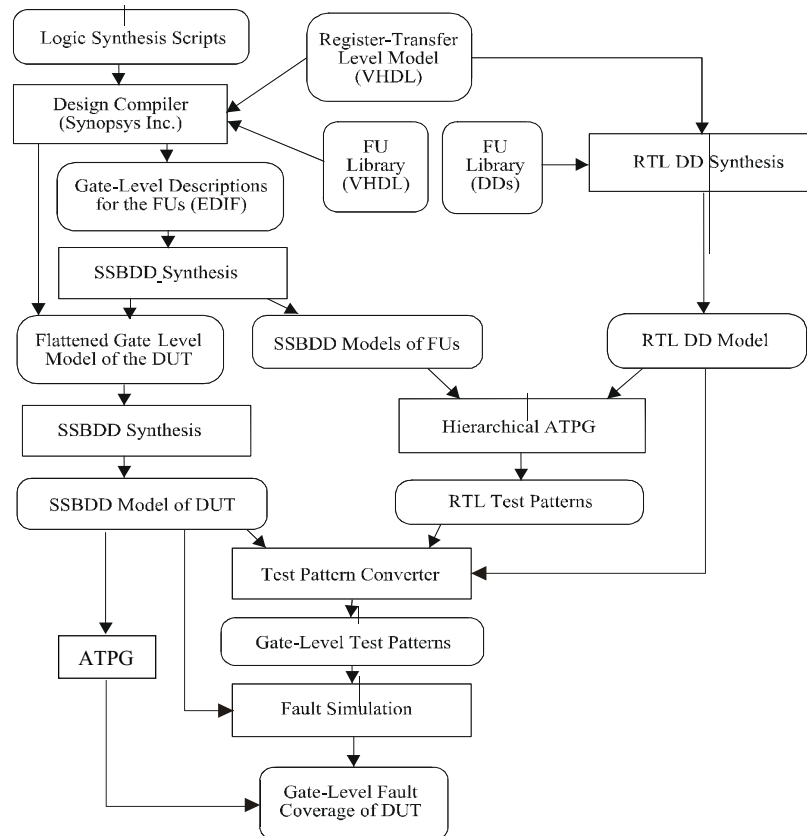 Logic Synthesis Scripts
Register-Transfer
Level Model
(VHDL)
Design Compiler
(Synopsys Inc.)
FU
Library
(VHDL)
FU
Library
(DDs)
RTL DD Synthesis
Gate-Level Descriptions
for the FUs (EDIF)
SSBDD Synthesis
Flattened Gate Level
Model of the DUT
SSBDD Models of FUs
RTL DD Model
SSBDD Synthesis
Hierarchical ATPG
SSBDD Model of DUT
RTL Test Patterns
Test Pattern Converter
ATPG
Gate-Level Test Patterns
Fault Simulation
Gate-Level Fault
Coverage of DUT